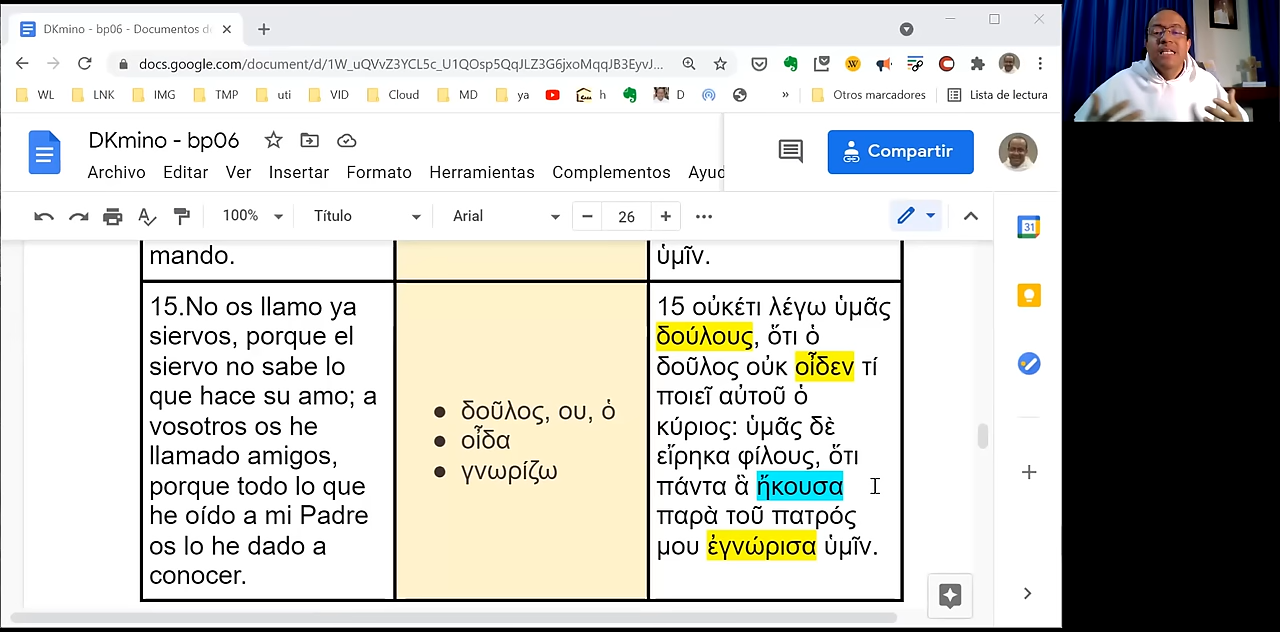 DKmino - bp06 - Documentos d
docs.google.com/document/d/1W_uQVvZ3YCL5c_U1QOsp5QqJLZ3G6jxoMqqJB3EyvJ...
WL LNK IMG TMP uti VID Cloud MD ya h D » Otros marcadores Lista de lectura
DKmino - bp06
Compartir
Archivo Editar Ver Insertar Formato Herramientas Complementos Ayud
100% Título Arial 26
31
mando.
15.No os llamo ya
siervos, porque el
siervo no sabe lo
que hace su amo; a
vosotros os he
llamado amigos,
porque todo lo que
he oído a mi Padre
os lo he dado a
conocer.
● δοῦλος, ου, ὁ
● οἶδα
● γνωρίζω
ὑμῖν.
15 οὐκέτι λέγω ὑμᾶς
δούλους, ὅτι ὁ
δοῦλος οὐκ οἶδεν τί
ποιεῖ αὐτοῦ ὁ
κύριος: ὑμᾶς δὲ
εἴρηκα φίλους, ὅτι
πάντα ἃ ἤκουσα
παρὰ τοῦ πατρός
μου ἐγνώρισα ὑμῖν.